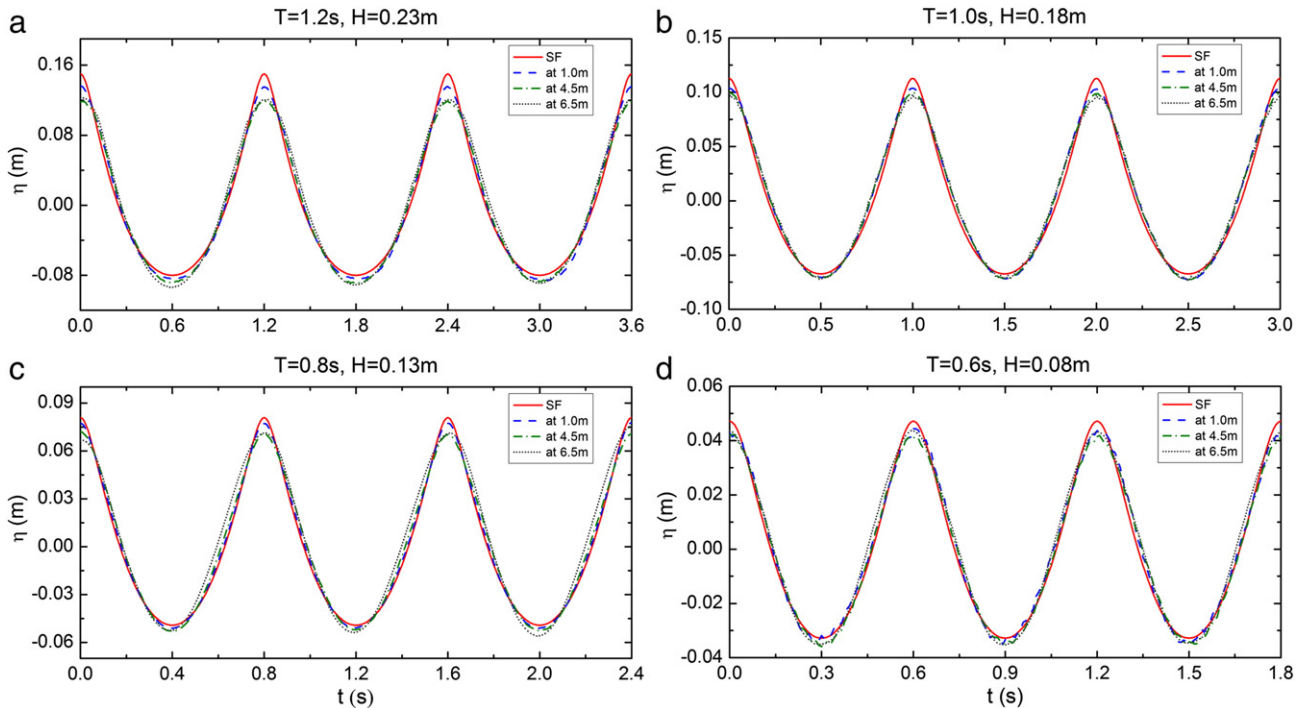 a
T=1.2s, H=0.23m
SF
at 1.0m
at 4.5m
at 6.5m
η (m)
0.16
0.08
0.00
-0.08
0.0 0.6 1.2 1.8 2.4 3.0 3.6
b
T=1.0s, H=0.18m
SF
at 1.0m
at 4.5m
at 6.5m
η (m)
0.15
0.10
0.05
0.00
-0.05
-0.10
0.0 0.5 1.0 1.5 2.0 2.5 3.0
c
T=0.8s, H=0.13m
SF
at 1.0m
at 4.5m
at 6.5m
η (m)
0.09
0.06
0.03
0.00
-0.03
-0.06
0.0 0.4 0.8 1.2 1.6 2.0 2.4
t (s)
d
T=0.6s, H=0.08m
SF
at 1.0m
at 4.5m
at 6.5m
η (m)
0.06
0.04
0.02
0.00
-0.02
-0.04
0.0 0.3 0.6 0.9 1.2 1.5 1.8
t (s)